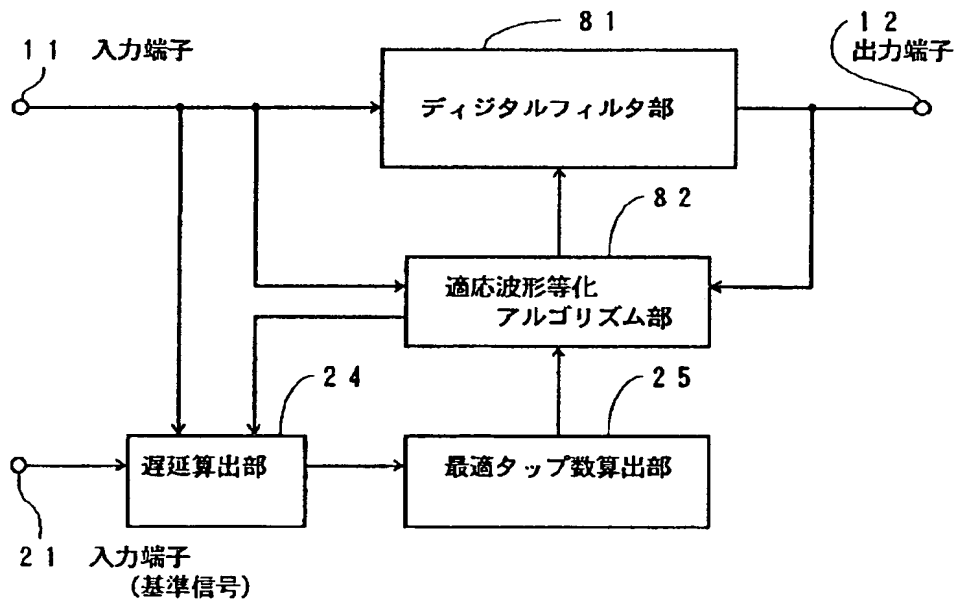 81
12
11 入力端子
出力端子
ディジタルフィルタ部
82
適応波形等化
アルゴリズム部
24
25
遅延算出部
最適タップ数算出部
21 入力端子
(基準信号)